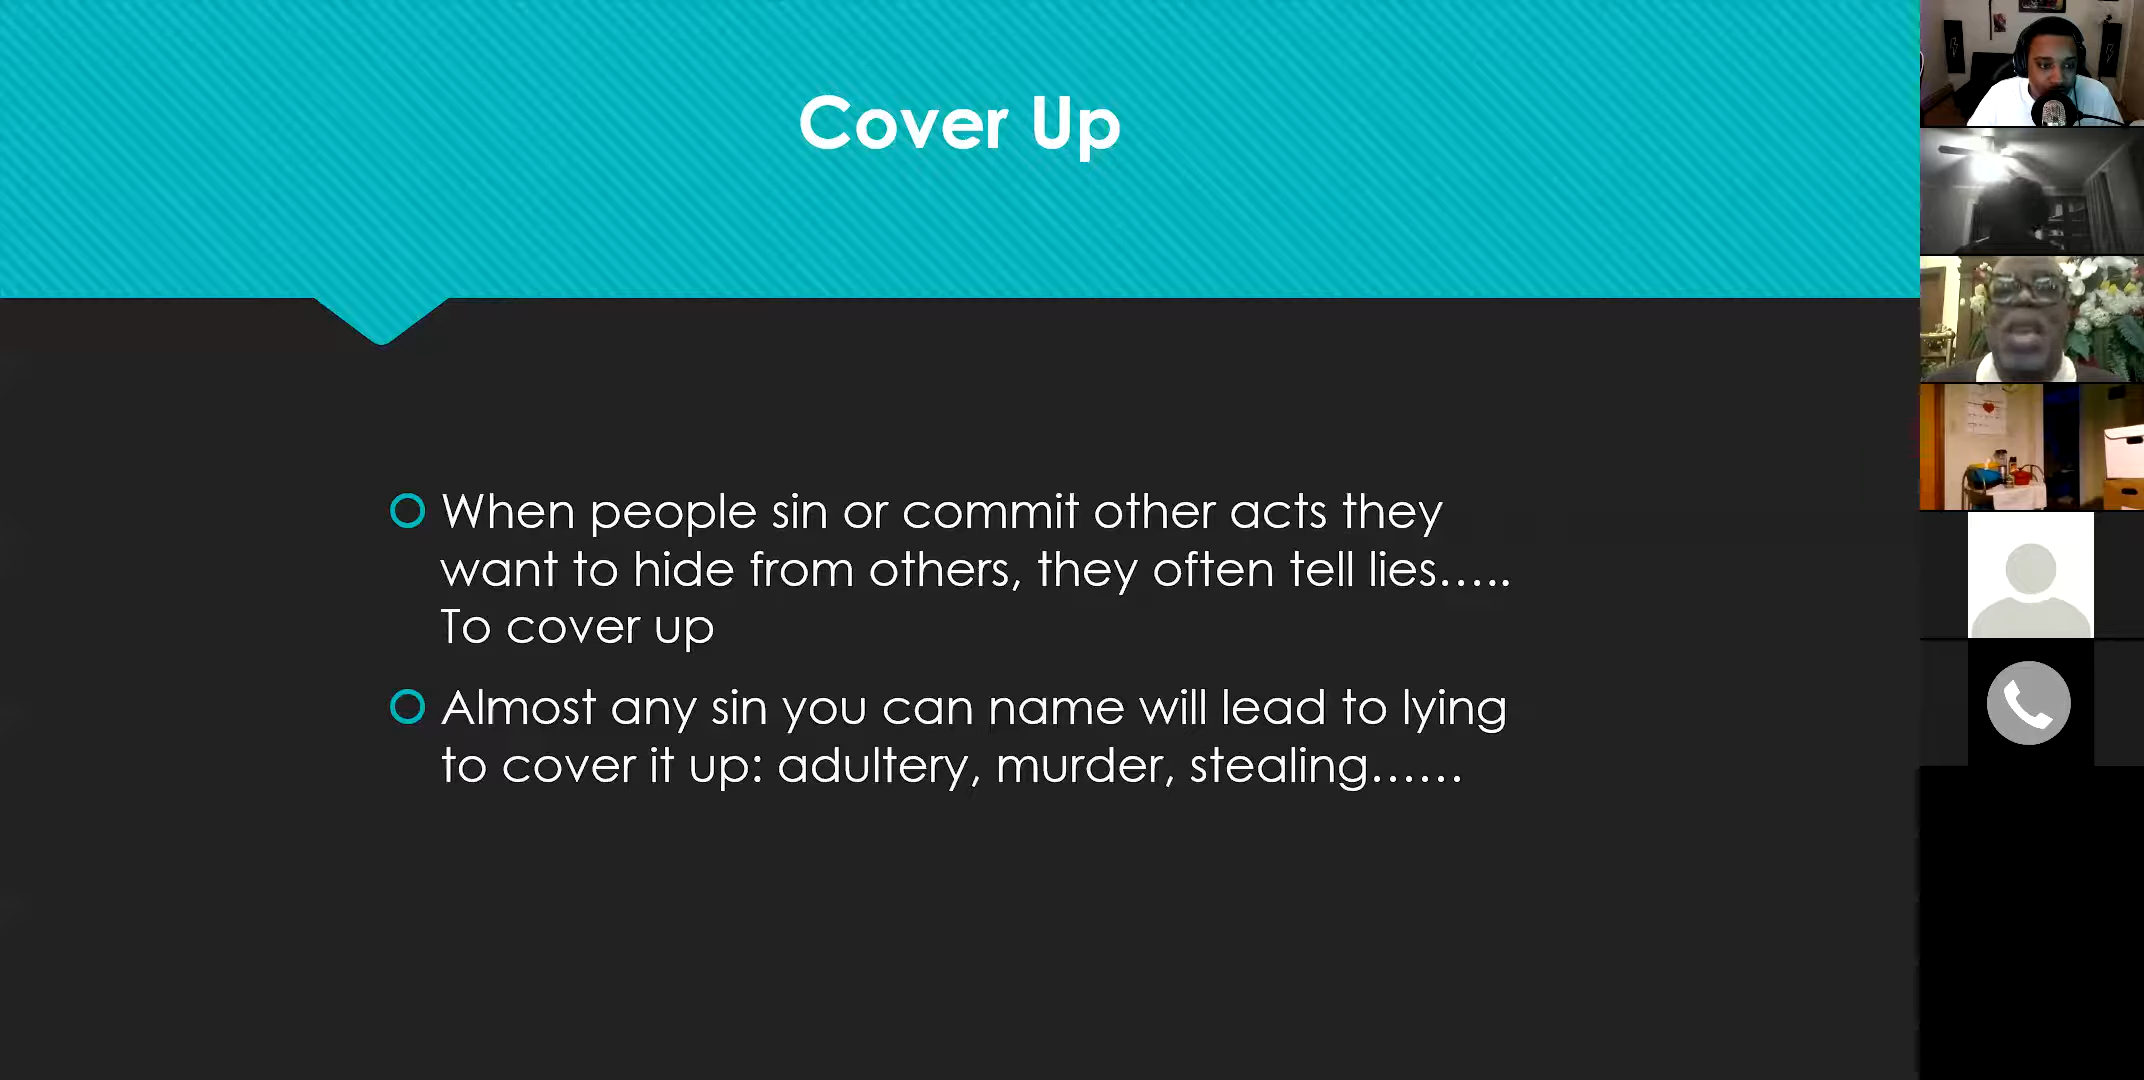 Cover Up
When people sin or commit other acts they
want to hide from others, they often tell lies…..
To cover up
Almost any sin you can name will lead to lying
to cover it up: adultery, murder, stealing……